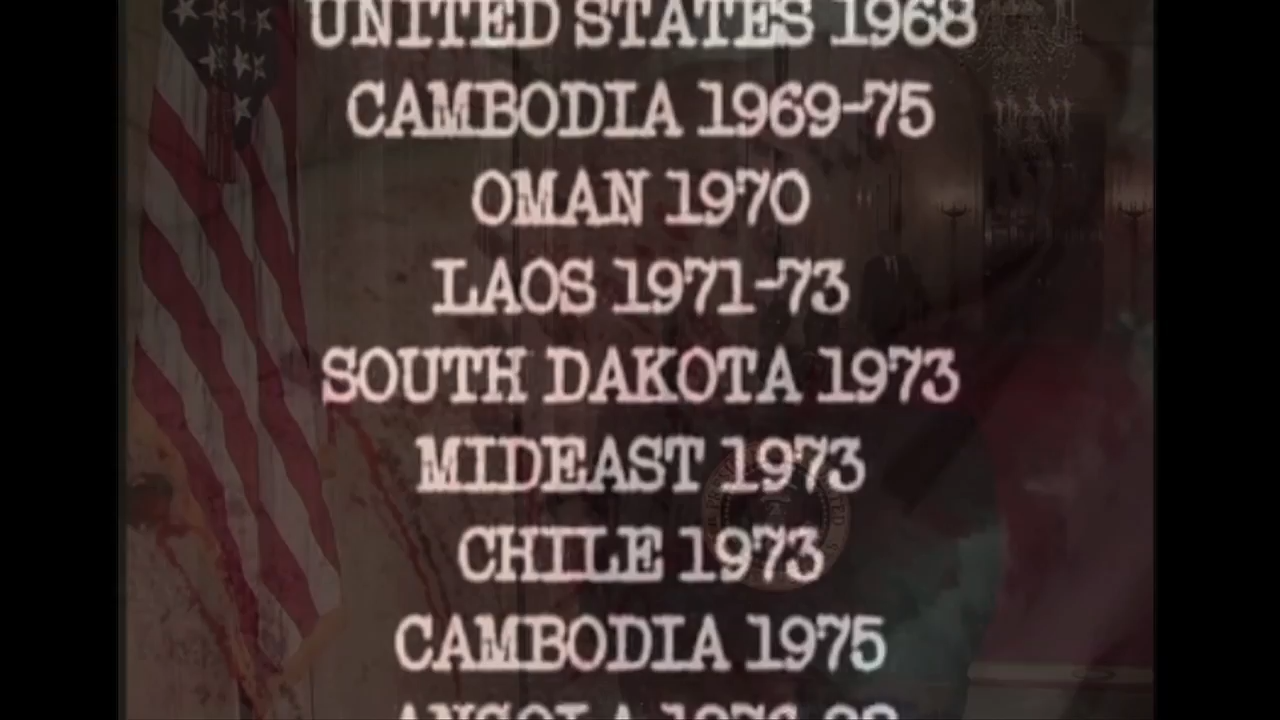 UNITED STATES 1968
CAMBODIA 1969-75
OMAN 1970
LAOS 1971-73
SOUTH DAKOTA 1973
MIDEAST 1973
CHILE 1973
CAMBODIA 1975
ANGOLA